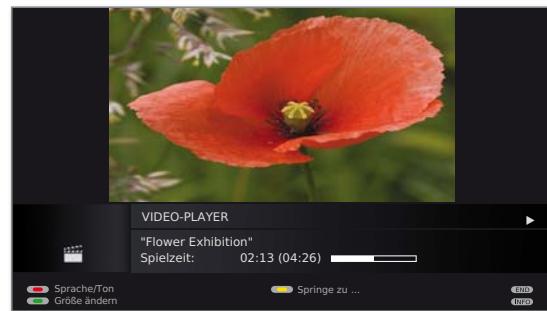 VIDEO-PLAYER
"Flower Exhibition"
Spielzeit: 02:13 (04:26)
Sprache/Ton
Springe zu ...
END
Größe ändern
INFO